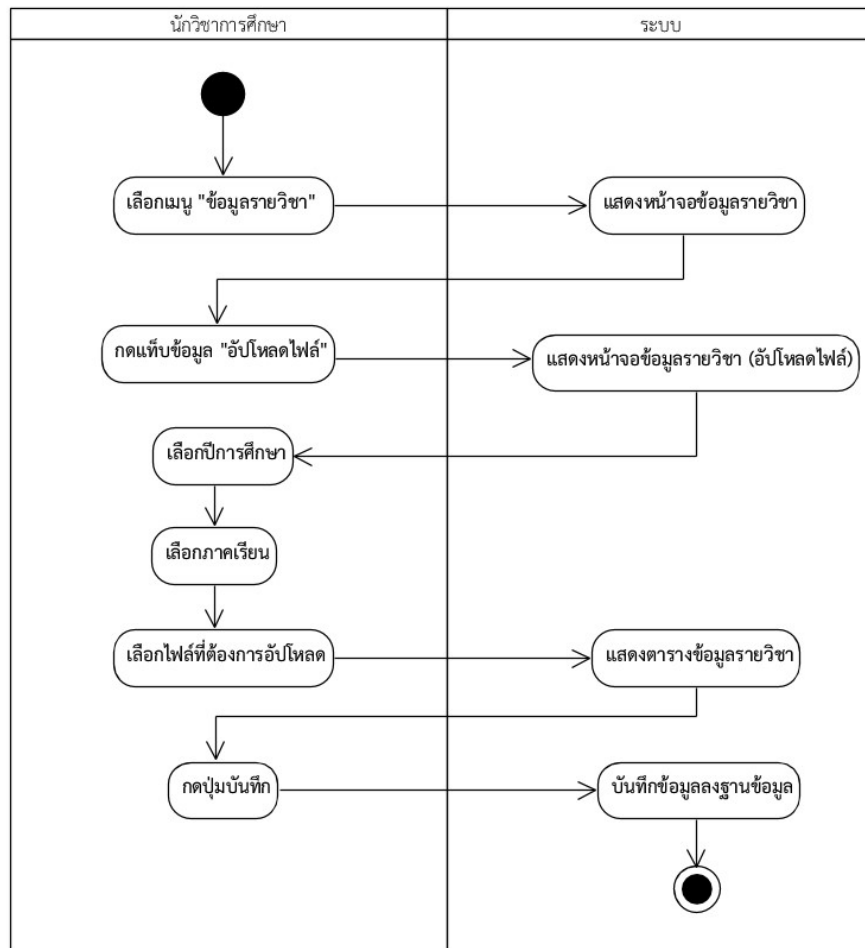 นักวิชาการศึกษา
ระบบ
เลือกเมนู "ข้อมูลรายวิชา"
แสดงหน้าจอข้อมูลรายวิชา
กดแท็บข้อมูล "อัปโหลดไฟล์"
แสดงหน้าจอข้อมูลรายวิชา (อัปโหลดไฟล์)
เลือกปีการศึกษา
เลือกภาคเรียน
เลือกไฟล์ที่ต้องการอัปโหลด
แสดงตารางข้อมูลรายวิชา
กดปุ่มบันทึก
บันทึกข้อมูลลงฐานข้อมูล